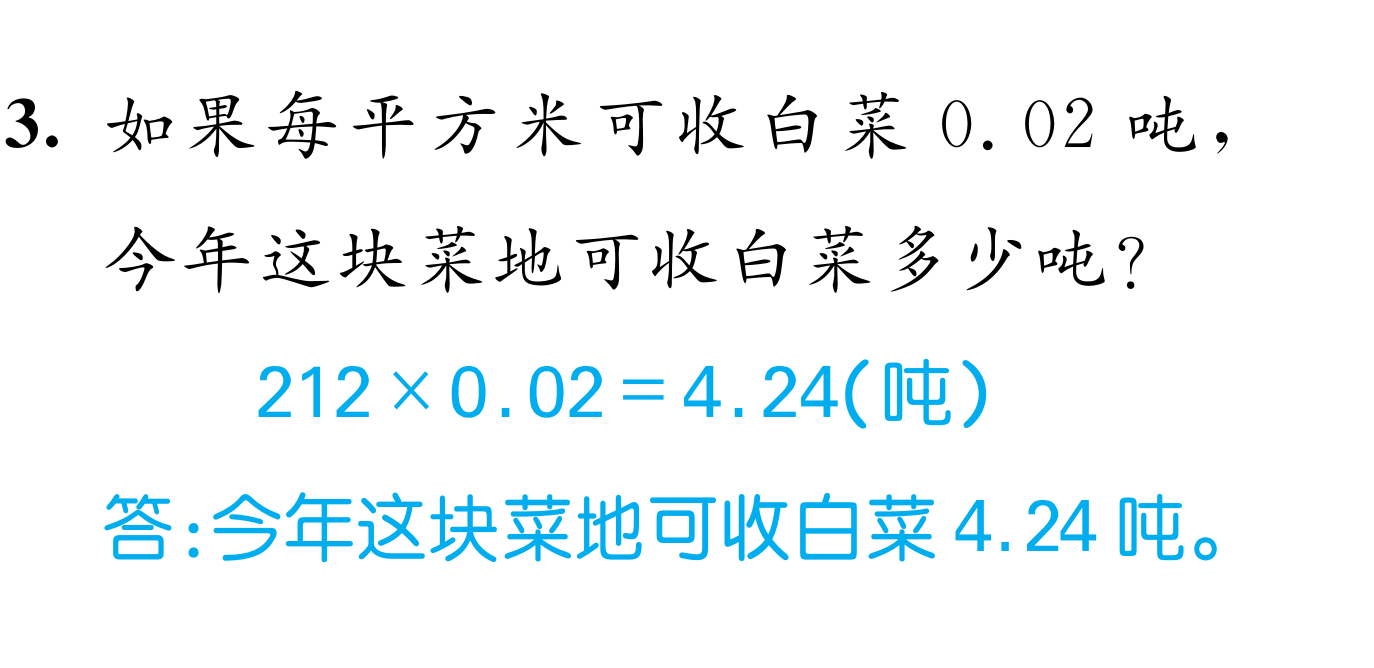 3. 如果每平方米可收白菜 0.02 吨，
今年这块菜地可收白菜多少吨？
212×0.02=4.24(吨)
答:今年这块菜地可收白菜 4.24 吨。